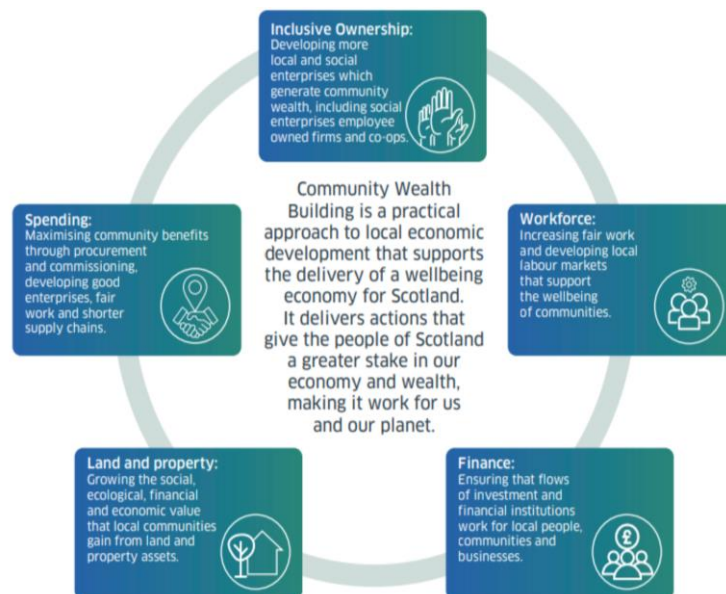 Inclusive Ownership:
Developing more
local and social
enterprises which
generate community
wealth, including social
enterprises employee
owned firms and co-ops.
Spending:
Maximising community benefits
through procurement
and commissioning,
developing good
enterprises, fair
work and shorter
supply chains.
Community Wealth
Building is a practical
approach to local economic
development that supports
the delivery of a wellbeing
economy for Scotland.
It delivers actions that
give the people of Scotland
a greater stake in our
economy and wealth,
making it work for us
and our planet.
Workforce:
Increasing fair work
and developing local
labour markets
that support
the wellbeing
of communities.
Land and property:
Growing the social,
ecological, financial
and economic value
that local communities
gain from land and
property assets.
Finance:
Ensuring that flows
of investment and
financial institutions
work for local people,
communities and
businesses.
£